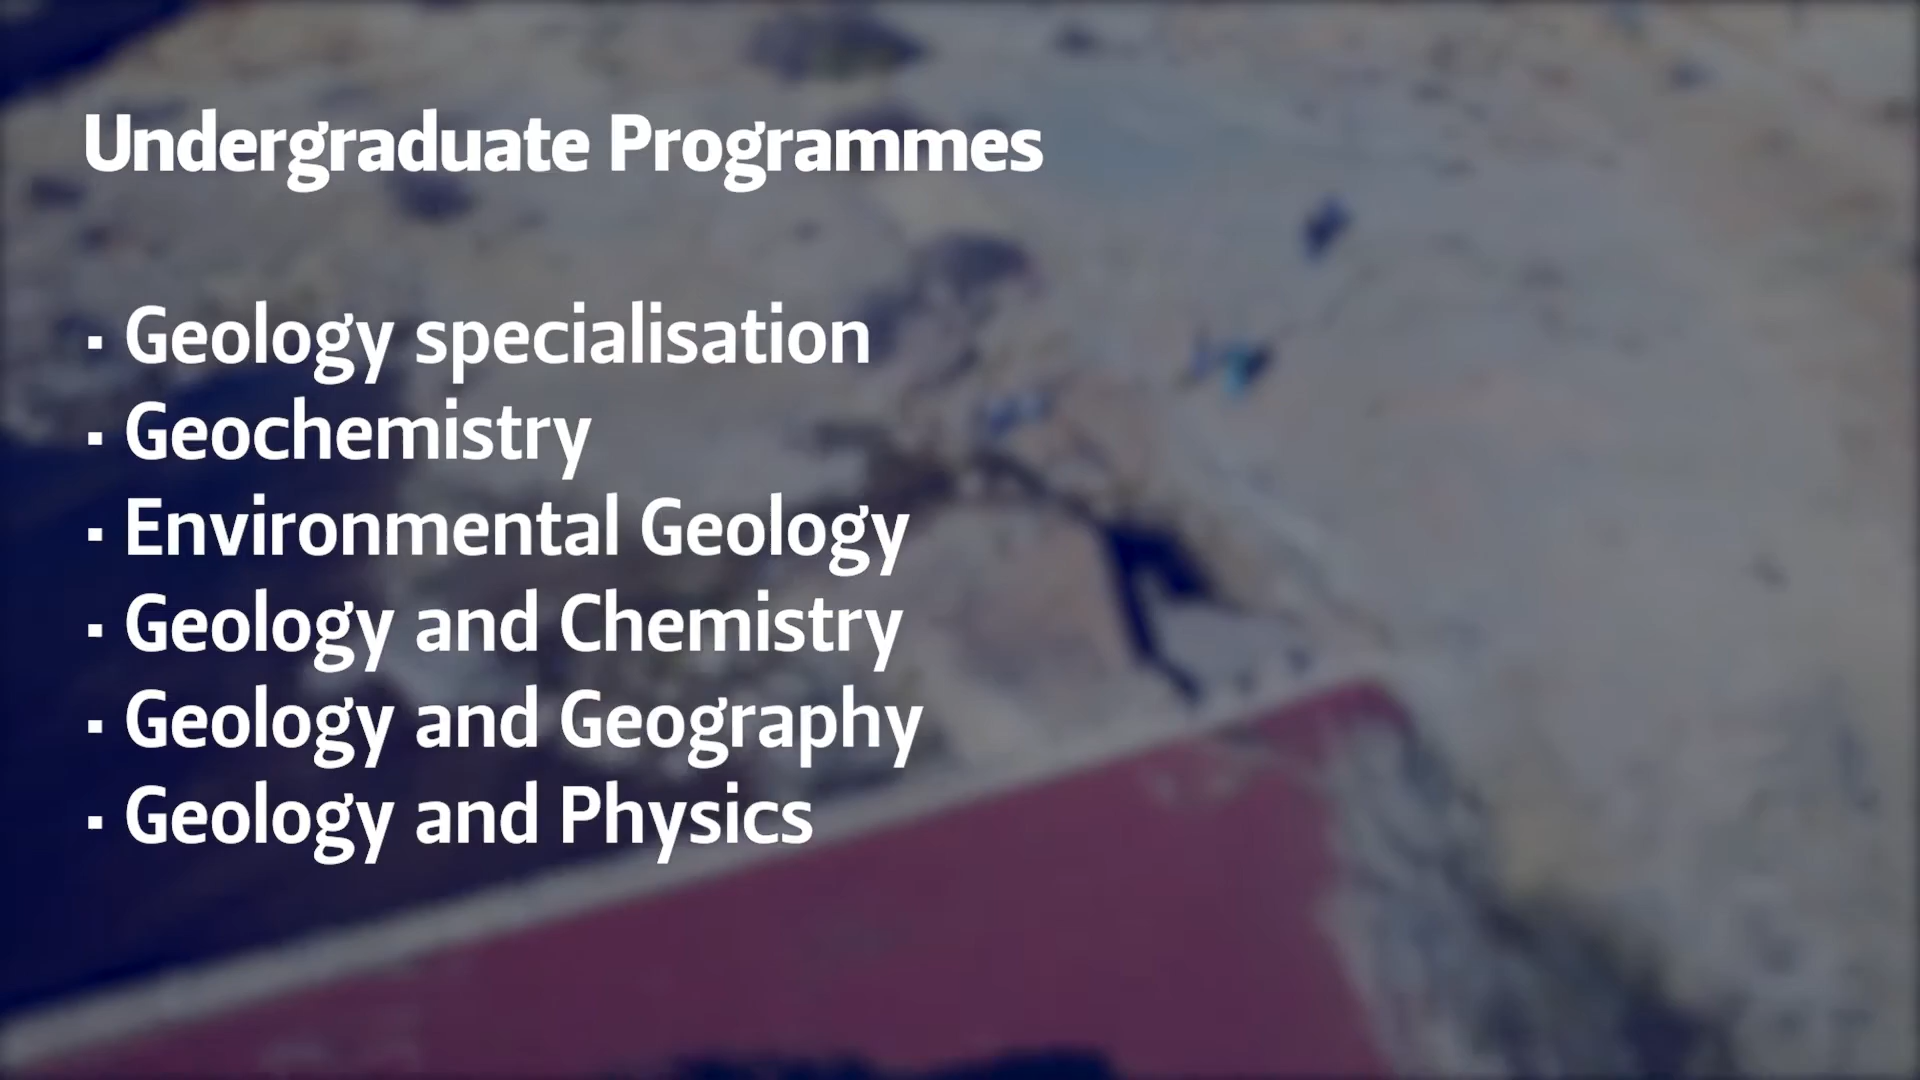 Undergraduate Programmes
· Geology specialisation
· Geochemistry
· Environmental Geology
· Geology and Chemistry
· Geology and Geography
· Geology and Physics